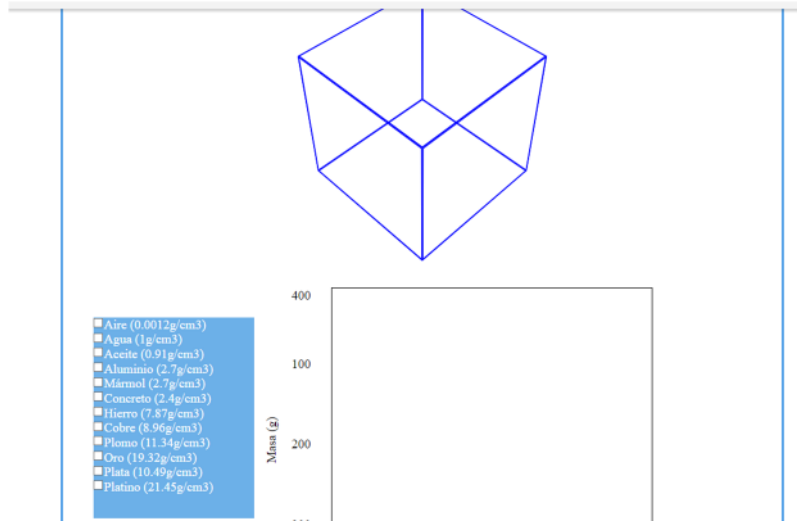 400
Aire (0.0012g/cm3)
Agua (1g/cm3)
Aceite (0.91g/cm3)
Aluminio (2.7g/cm3)
Mármol (2.7g/cm3)
Concreto (2.4g/cm3)
Hierro (7.87g/cm3)
Cobre (8.96g/cm3)
Plomo (11.34g/cm3)
Oro (19.32g/cm3)
Plata (10.49g/cm3)
Platino (21.45g/cm3)
100
Masa (g)
200